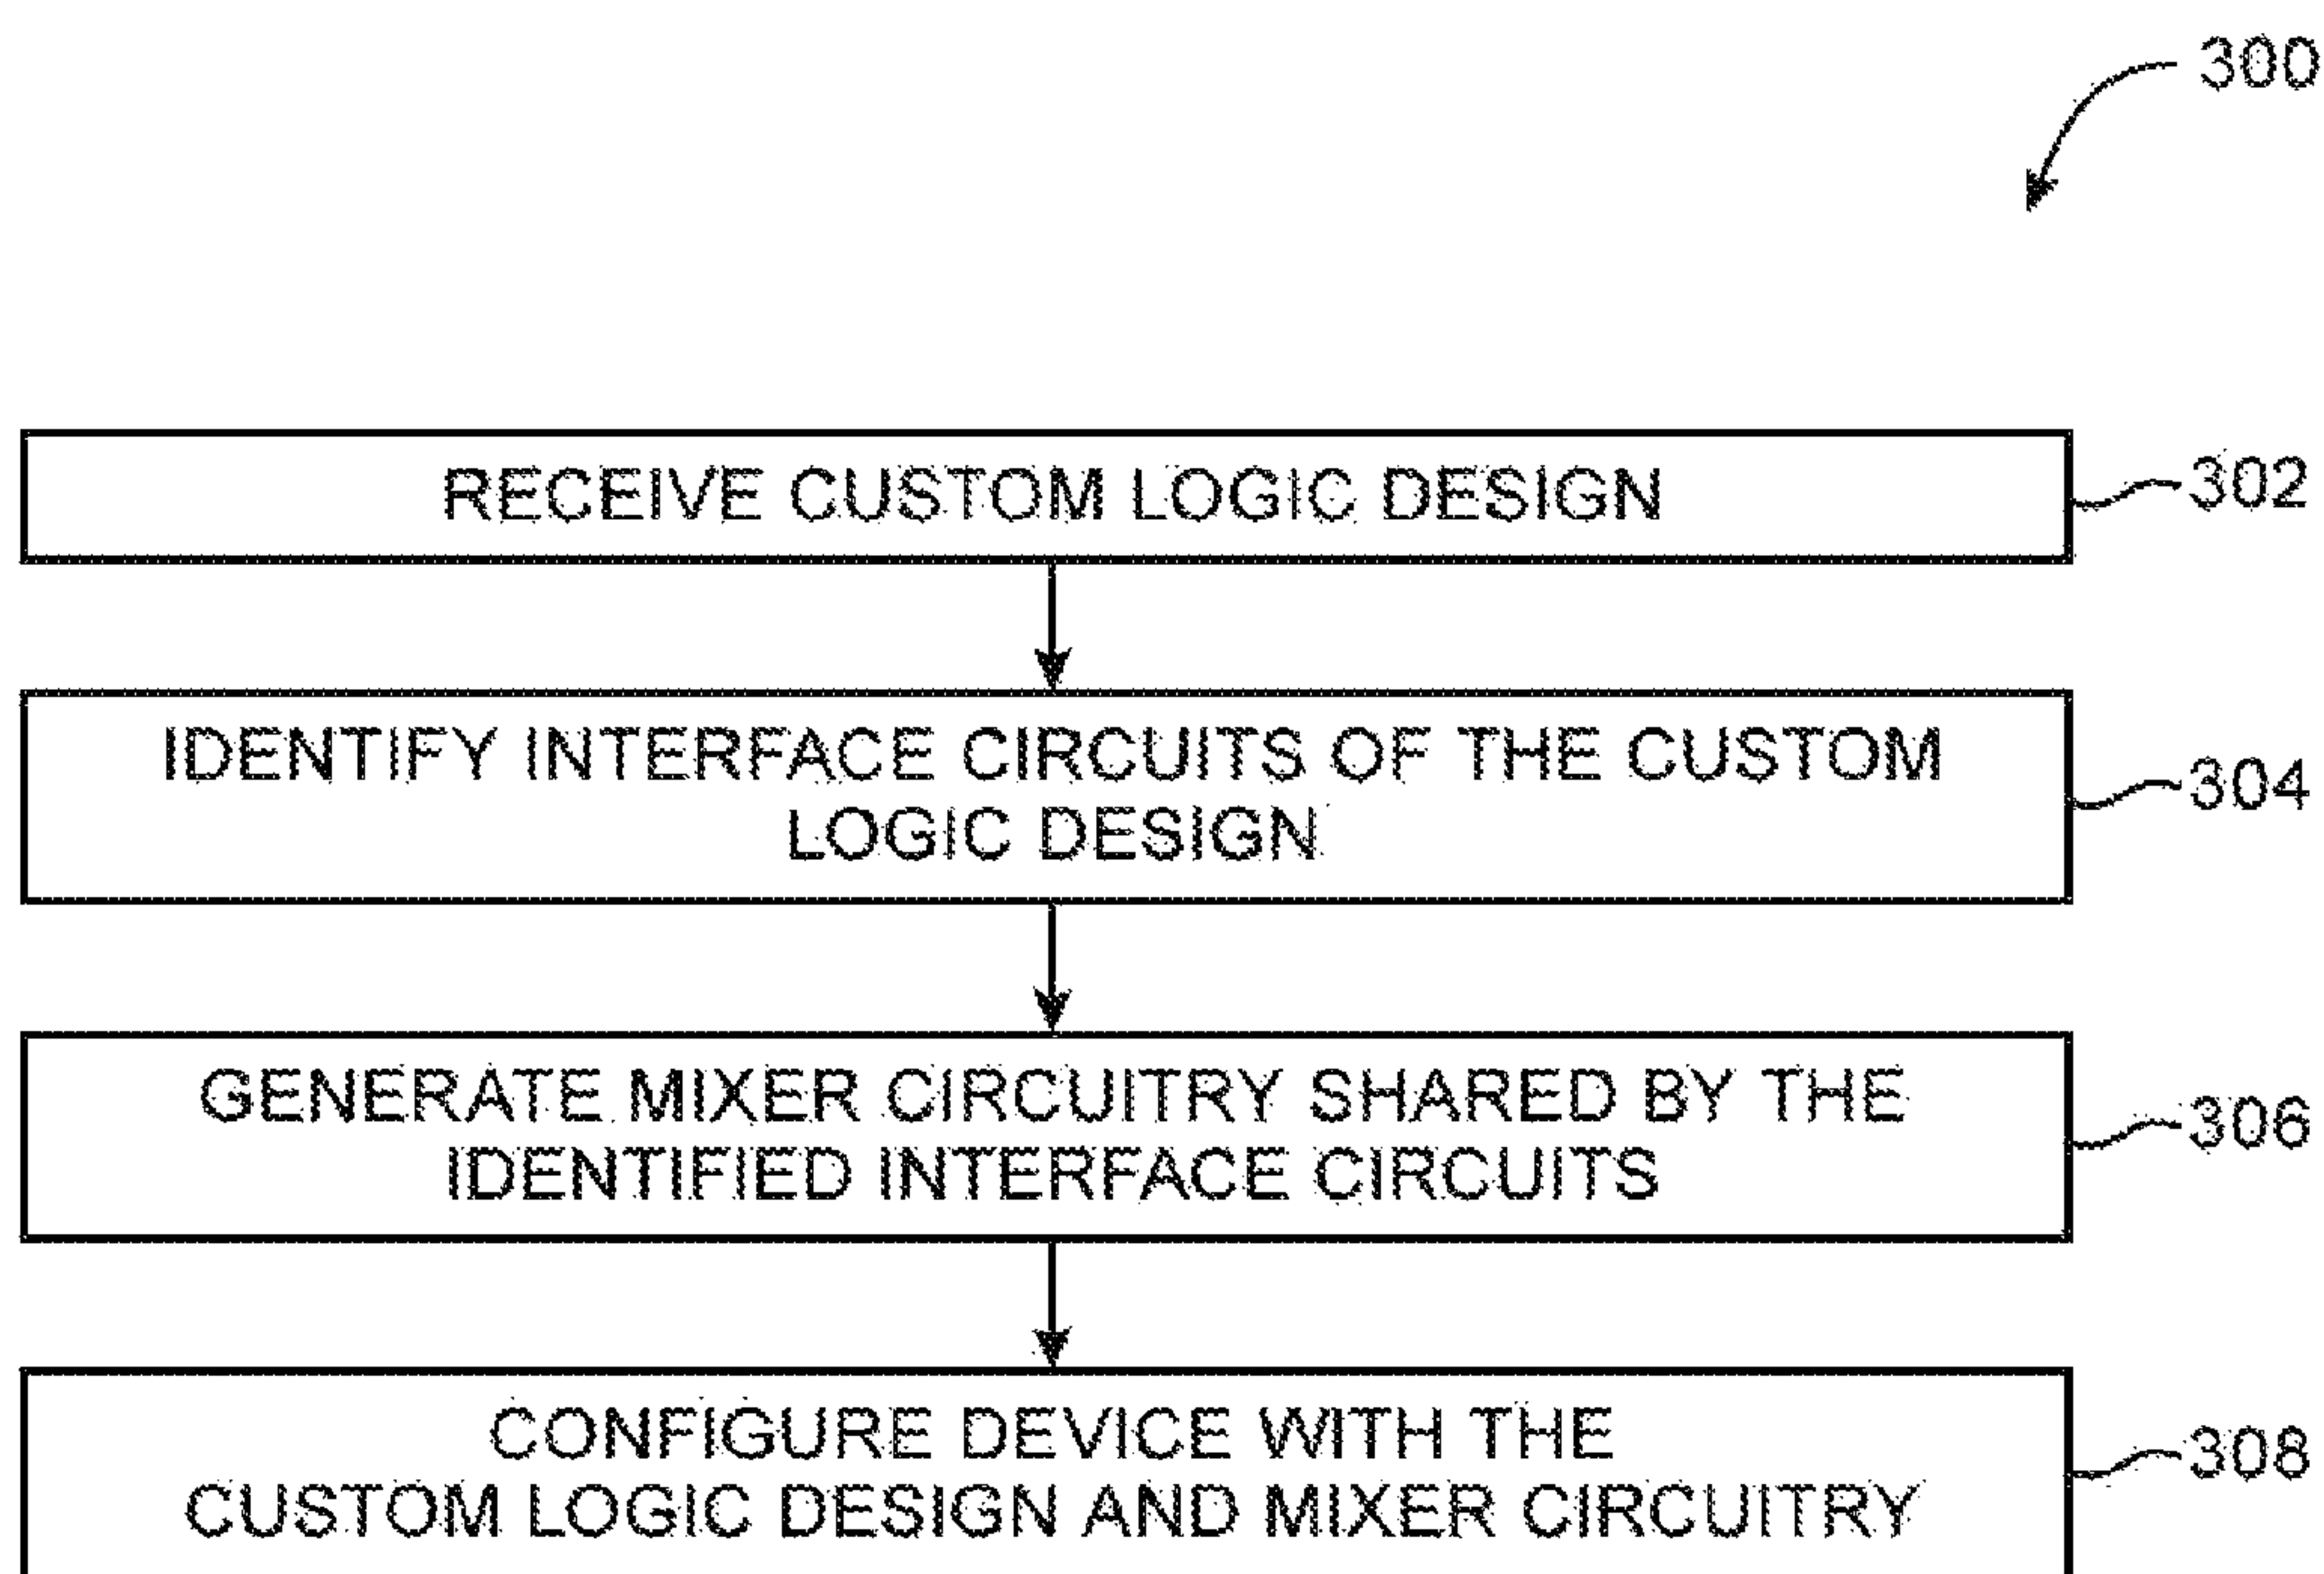 300
RECEIVE CUSTOM LOGIC DESIGN
302
IDENTIFY INTERFACE CIRCUITS OF THE CUSTOM
LOGIC DESIGN
304
GENERATE MIXER CIRCUITRY SHARED BY THE
IDENTIFIED INTERFACE CIRCUITS
306
CONFIGURE DEVICE WITH THE
CUSTOM LOGIC DESIGN AND MIXER CIRCUITRY
308